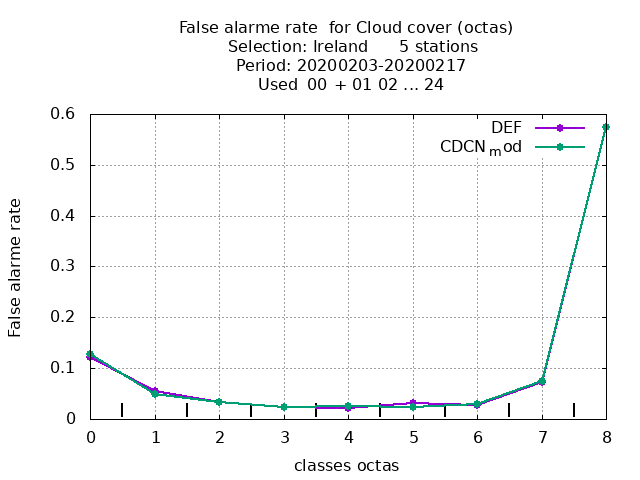 False alarme rate  for Cloud cover (octas)
Selection: Ireland      5 stations
Period: 20200203-20200217
Used  00 + 01 02 ... 24
DEF
CDCN_mod
False alarme rate
0.6
0.5
0.4
0.3
0.2
0.1
0
0 1 2 3 4 5 6 7 8
classes octas